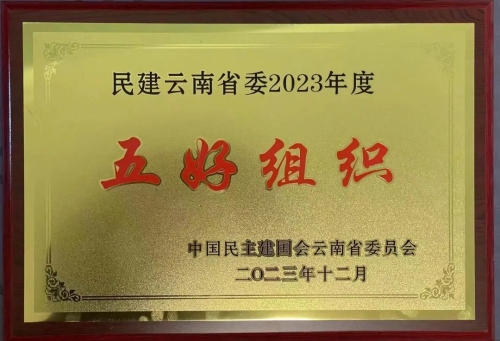 民建云南省委2023年度
五好组织
中国民主建国会云南省委员会
二〇二三年十二月